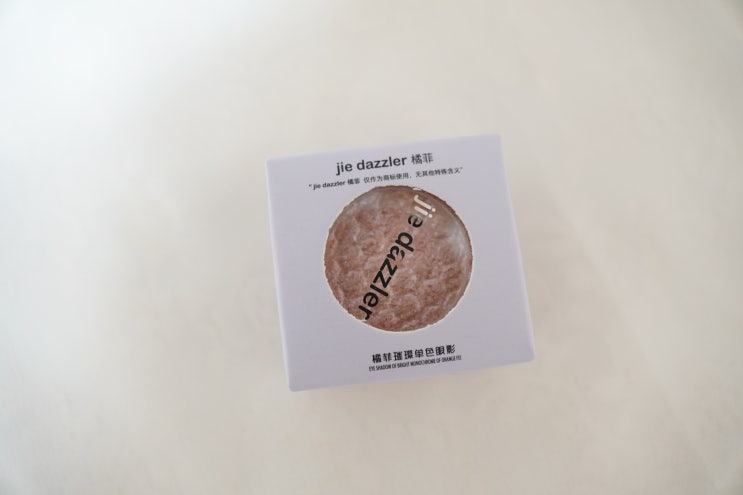 jie dazzler 橘菲
"jie dazzler 橘菲 仅作为商标使用，无其他特殊含义"
jie dazzler
橘菲璀璨单色眼影
EYE SHADOW OF BRIGHT MONOCHROME OF ORANGE FEI